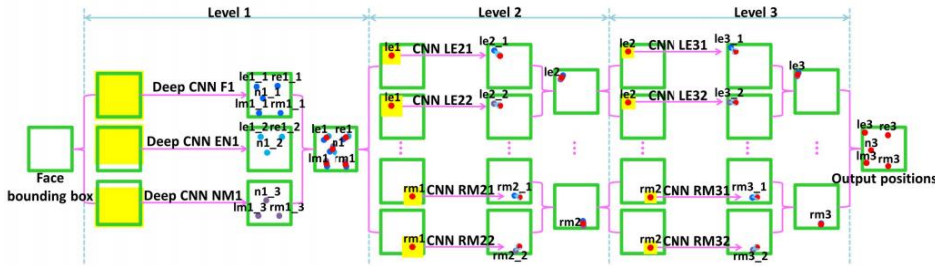 Level 1
Level 2
Level 3
Face
bounding box
Deep CNN F1
Deep CNN EN1
Deep CNN NM1
le1_1 re1_1
n1_1
lm1_1 rm1_1
le1_2 re1_2
n1_2
n1_3
lm1_3 rm1_3
le1 re1
n1
lm1 rm1
le1
CNN LE21
le2_1
le1
CNN LE22
le2_2
le2
rm1
CNN RM21
rm2_1
rm1
CNN RM22
rm2_2
rm2
le2
CNN LE31
le3_1
le2
CNN LE32
le3_2
le3
rm2
CNN RM31
rm3_1
rm2
CNN RM32
rm3_2
rm3
le3 re3
n3
lm3 rm3
Output positions